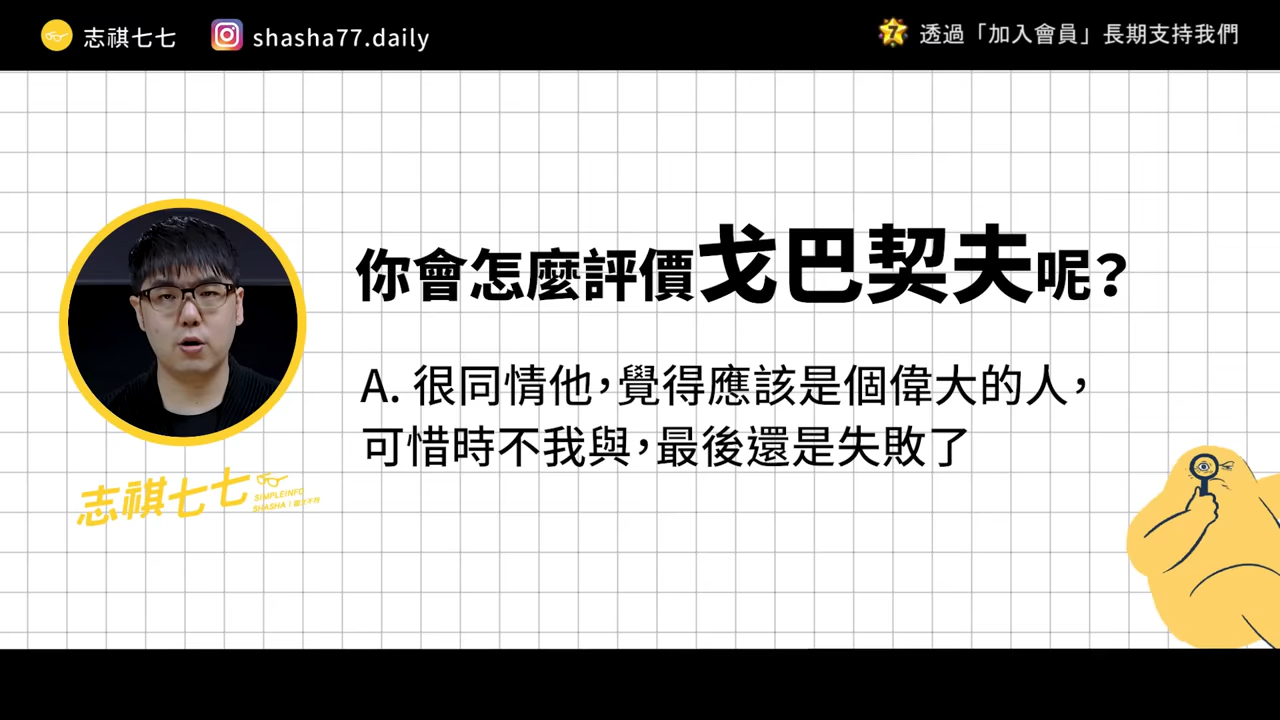 志祺七七
shasha77.daily
7
透過「加入會員」長期支持我們
你會怎麼評價戈巴契夫呢?
A. 很同情他,覺得應該是個偉大的人,
可惜時不我與,最後還是失敗了
志祺七七
SIMPLEINFO